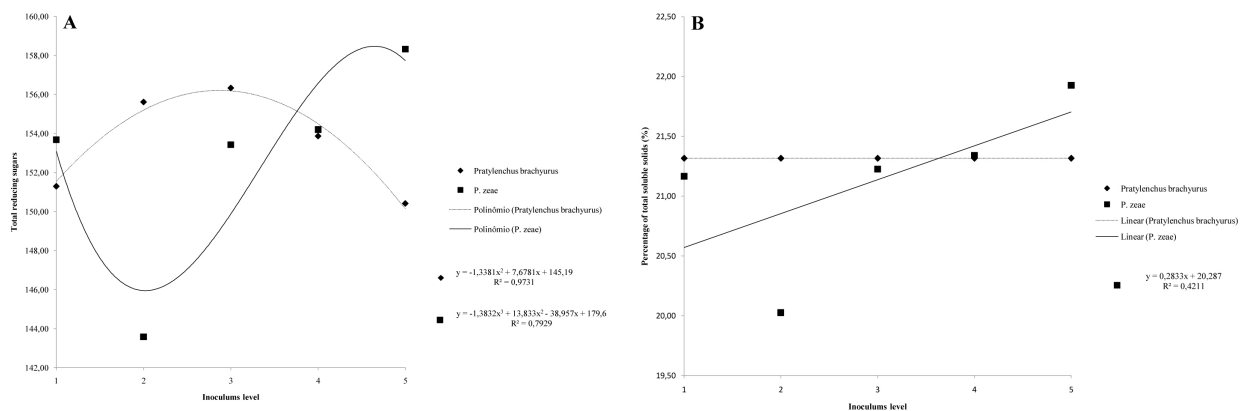 A
160,00
158,00
156,00
154,00
152,00
150,00
148,00
146,00
144,00
142,00
Total reducing sugars
1 2 3 4 5
Inoculums level
Pratylenchus brachyurus
P. zeae
Polinômio (Pratylenchus brachyurus)
Polinômio (P. zeae)
y = -1,3381x² + 7,6781x + 145,19
R² = 0,9731
y = -1,3832x³ + 13,833x² - 38,957x + 179,6
R² = 0,7929
B
22,50
22,00
21,50
21,00
20,50
20,00
19,50
Percentage of total soluble solids (%)
1 2 3 4 5
Inoculums level
Pratylenchus brachyurus
P. zeae
Linear (Pratylenchus brachyurus)
Linear (P. zeae)
y = 0,2833x + 20,287
R² = 0,4211